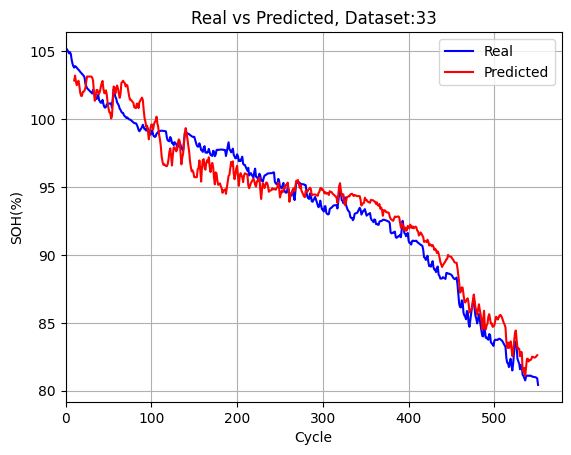 Real vs Predicted, Dataset:33
Real
Predicted
105
100
95
90
85
80
SOH(%)
0 100 200 300 400 500
Cycle